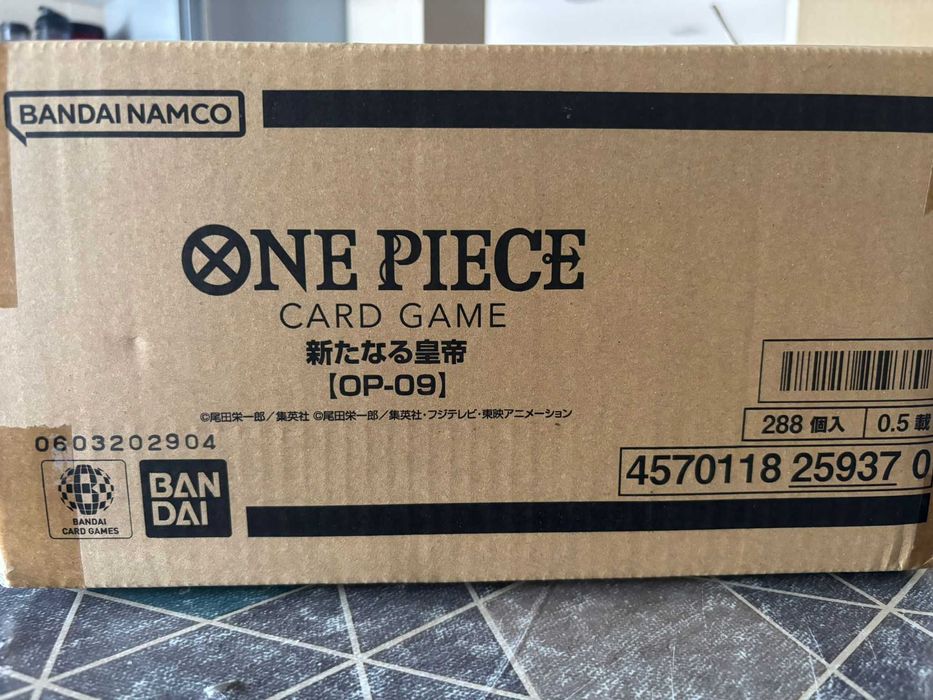 BANDAI NAMCO
ONE PIECE
CARD GAME
新たなる皇帝
【OP-09】
©尾田栄一郎／集英社 ©尾田栄一郎／集英社・フジテレビ・東映アニメーション
288 個入
0.5 載
0603202904
4570118 25937 0
BANDAI
CARD GAMES
BAN
DAI